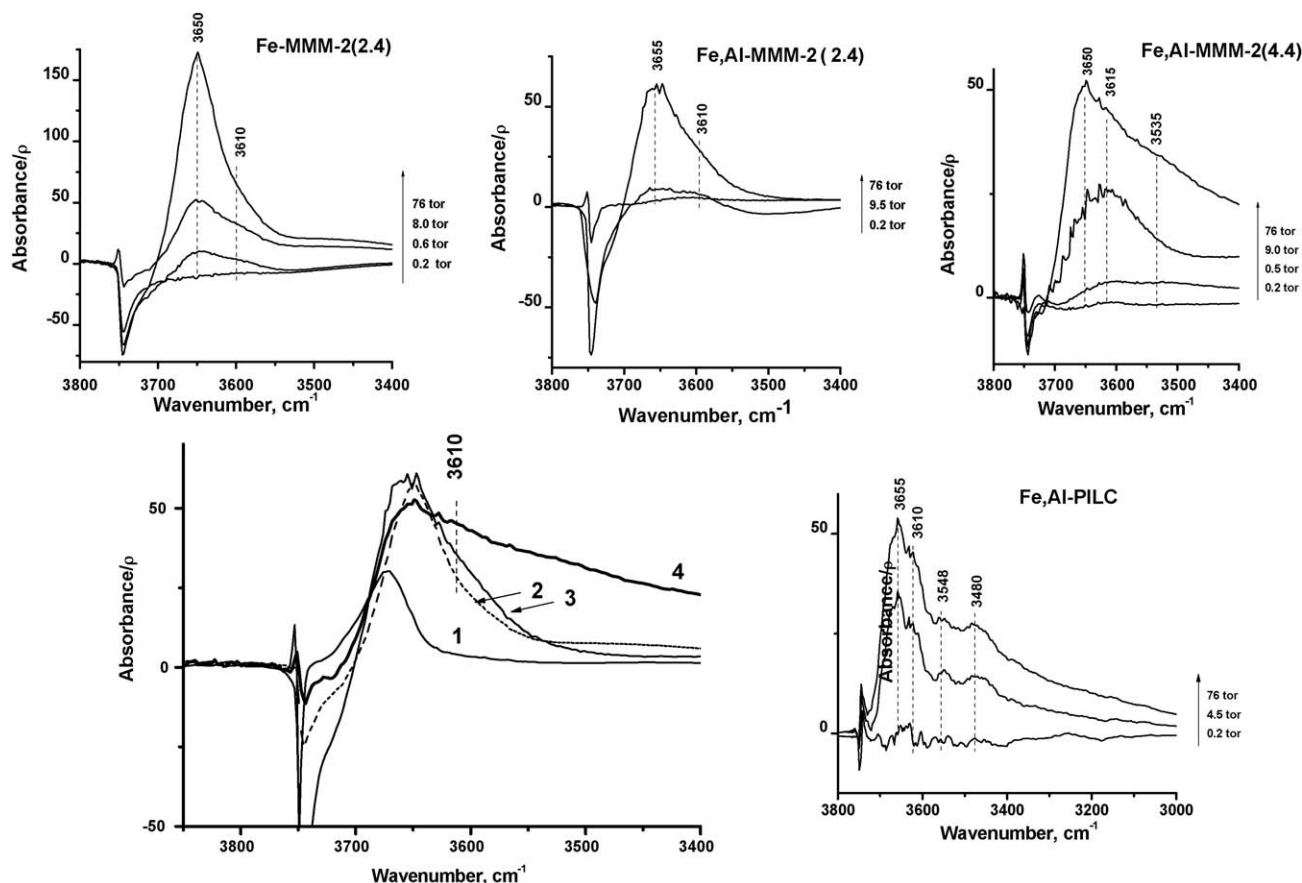 Fe-MMM-2(2.4)
3650
3610
Absorbance/ρ
150
125
100
75
50
25
0
-25
-50
-75
76 tor
8.0 tor
0.6 tor
0.2 tor
3800
3700
3600
3500
3400
Wavenumber, cm-1
Fe,Al-MMM-2 ( 2.4)
3655
3610
Absorbance/ρ
50
0
-50
76 tor
9.5 tor
0.2 tor
3800
3700
3600
3500
3400
Wavenumber, cm-1
Fe,Al-MMM-2(4.4)
3650
3615
3535
Absorbance/ρ
50
25
0
76 tor
9.0 tor
0.5 tor
0.2 tor
3800
3700
3600
3500
3400
Wavenumber, cm-1
3610
Absorbance/ρ
50
0
-50
4
2
3
1
3800
3700
3600
3500
3400
Wavenumber, cm-1
Fe,Al-PILC
3655
3610
3548
3480
Absorbance/ρ
50
0
76 tor
4.5 tor
0.2 tor
3800
3600
3400
3200
3000
Wavenumber, cm-1